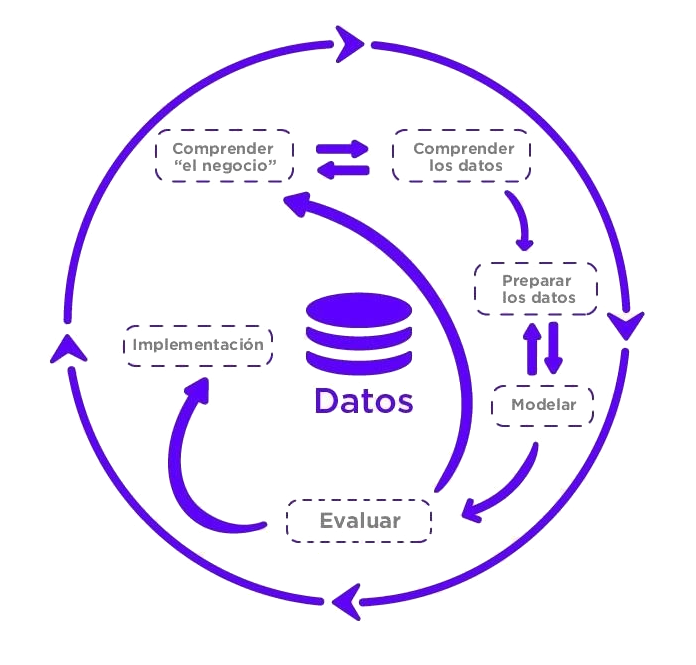 Comprender
“el negocio”
Comprender
los datos
Preparar
los datos
Implementación
Datos
Modelar
Evaluar